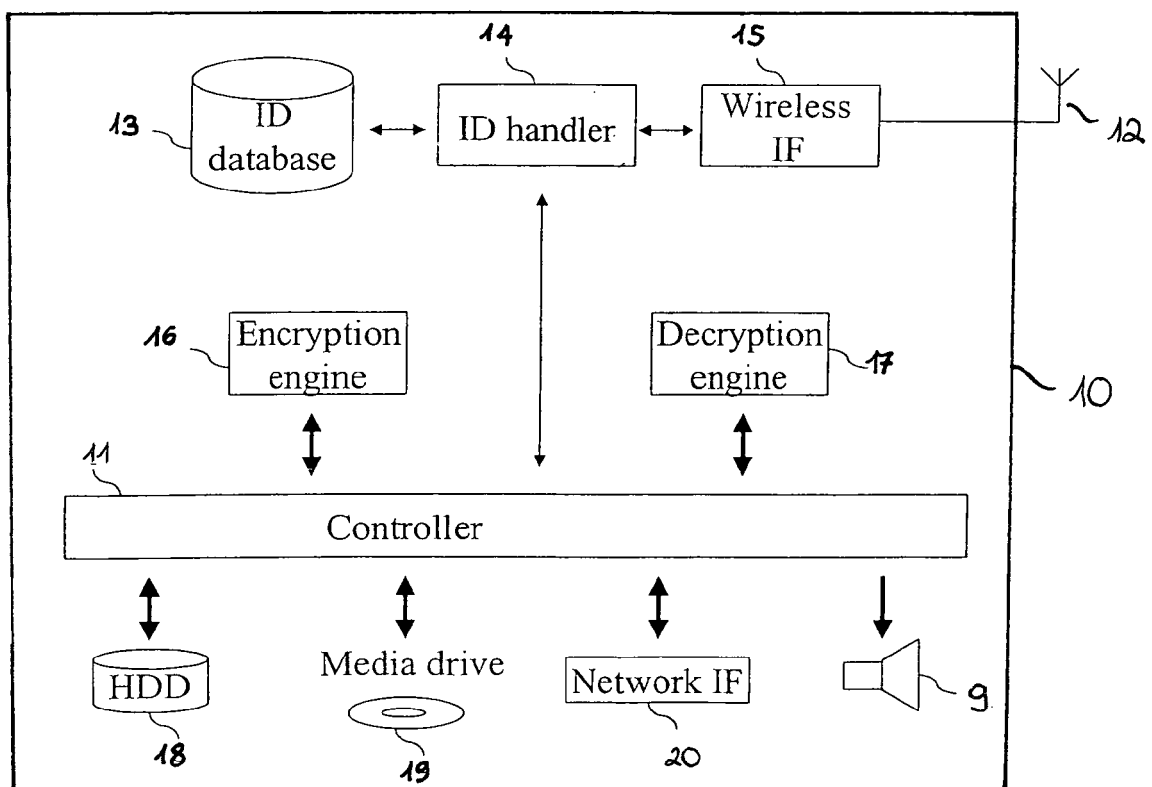 14
15
ID
database
13
ID handler
Wireless
IF
12
16
Encryption
engine
Decryption
engine
17
10
11
Controller
HDD
18
Media drive
19
Network IF
20
9